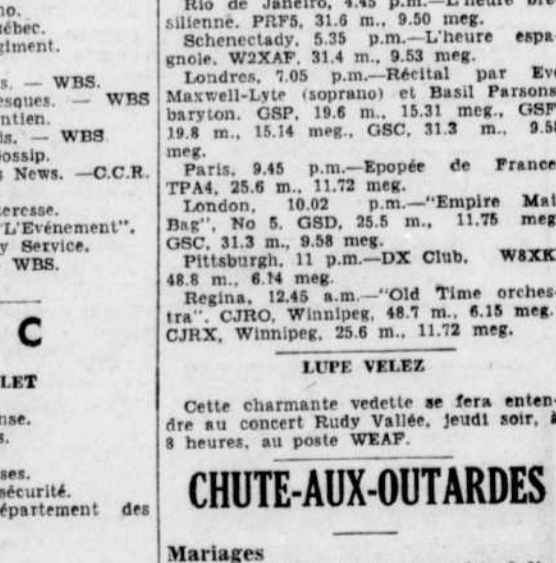 no.
uébec.
giment.
s. — WBS.
esques. — WBS
ntien.
is. — WBS
ossip.
s News. —C.C.R.
teresse.
"L'Evénement".
y Service.
WBS.
C
LET
nse.
s.
ses.
sécurité.
épartement des
Rio de Janeiro, 4.45 p.m.—L'heure bré-
silienne. PRF5, 31.6 m., 9.50 meg.
Schenectady, 5.35 p.m.—L'heure espa-
gnole. W2XAF, 31.4 m., 9.53 meg.
Londres, 7.05 p.m.—Récital par Eve
Maxwell-Lyte (soprano) et Basil Parsons
baryton. GSP, 19.6 m., 15.31 meg., GSF
19.8 m., 15.14 meg., GSC, 31.3 m., 9.58
meg.
Paris, 9.45 p.m.—Epopée de France
TPA4, 25.6 m., 11.72 meg.
London, 10.02 p.m.—"Empire Mai
Bag", No 5. GSD, 25.5 m., 11.75 meg
GSC, 31.3 m., 9.58 meg.
Pittsburgh, 11 p.m.—DX Club. W8XK
48.8 m., 6.14 meg.
Regina, 12.45 a.m.—"Old Time orches-
tra". CJRO, Winnipeg, 48.7 m., 6.15 meg.
CJRX, Winnipeg, 25.6 m., 11.72 meg.
LUPE VELEZ
Cette charmante vedette se fera enten-
dre au concert Rudy Vallée, jeudi soir, à
8 heures, au poste WEAF.
CHUTE-AUX-OUTARDES
Mariages